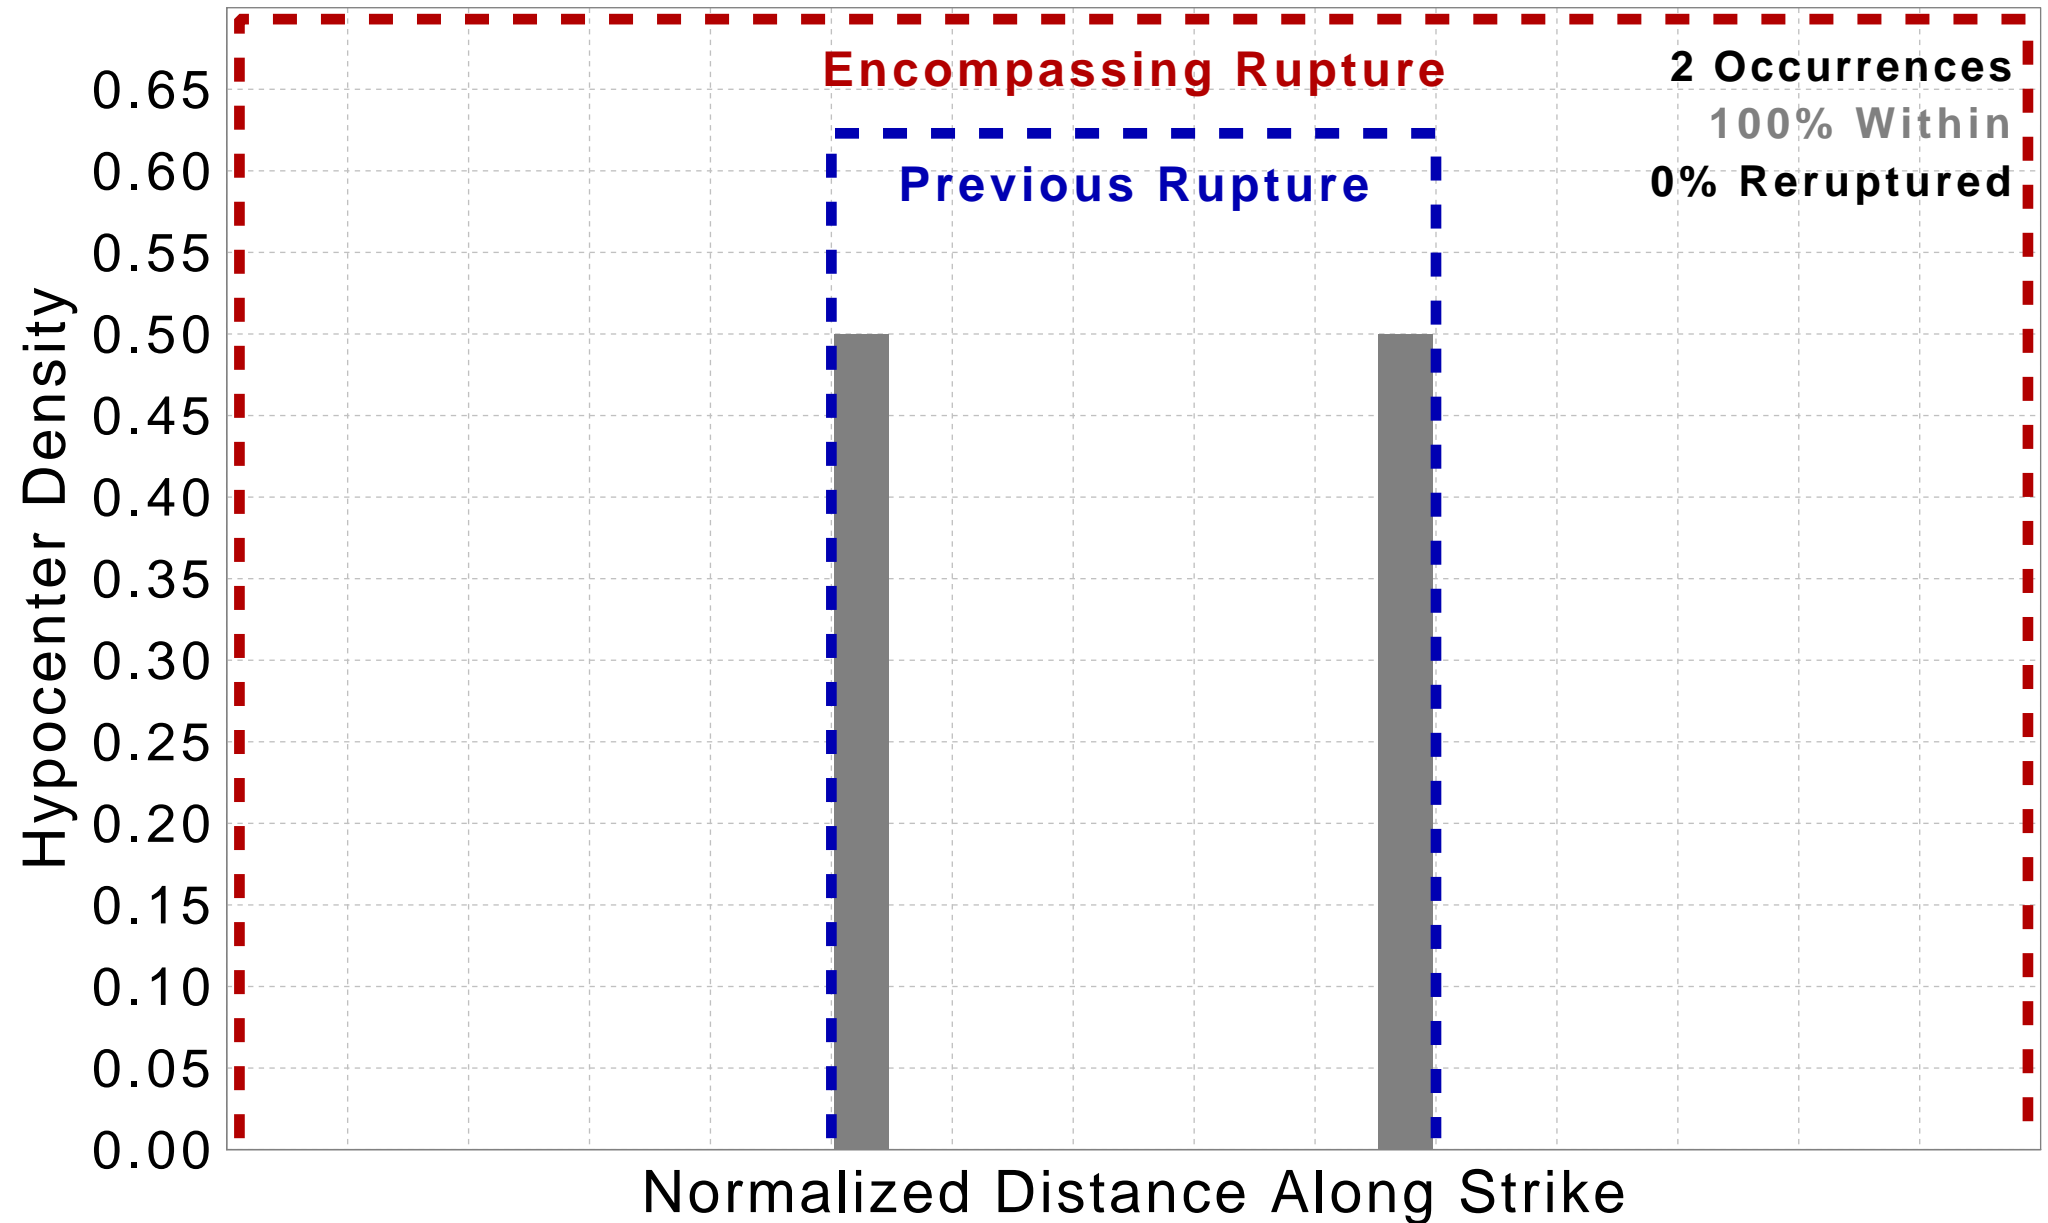 Encompassing Rupture
2 Occurrences
100% Within
0% Reruptured
Previous Rupture
Hypocenter Density
0.65
0.60
0.55
0.50
0.45
0.40
0.35
0.30
0.25
0.20
0.15
0.10
0.05
0.00
Normalized Distance Along Strike